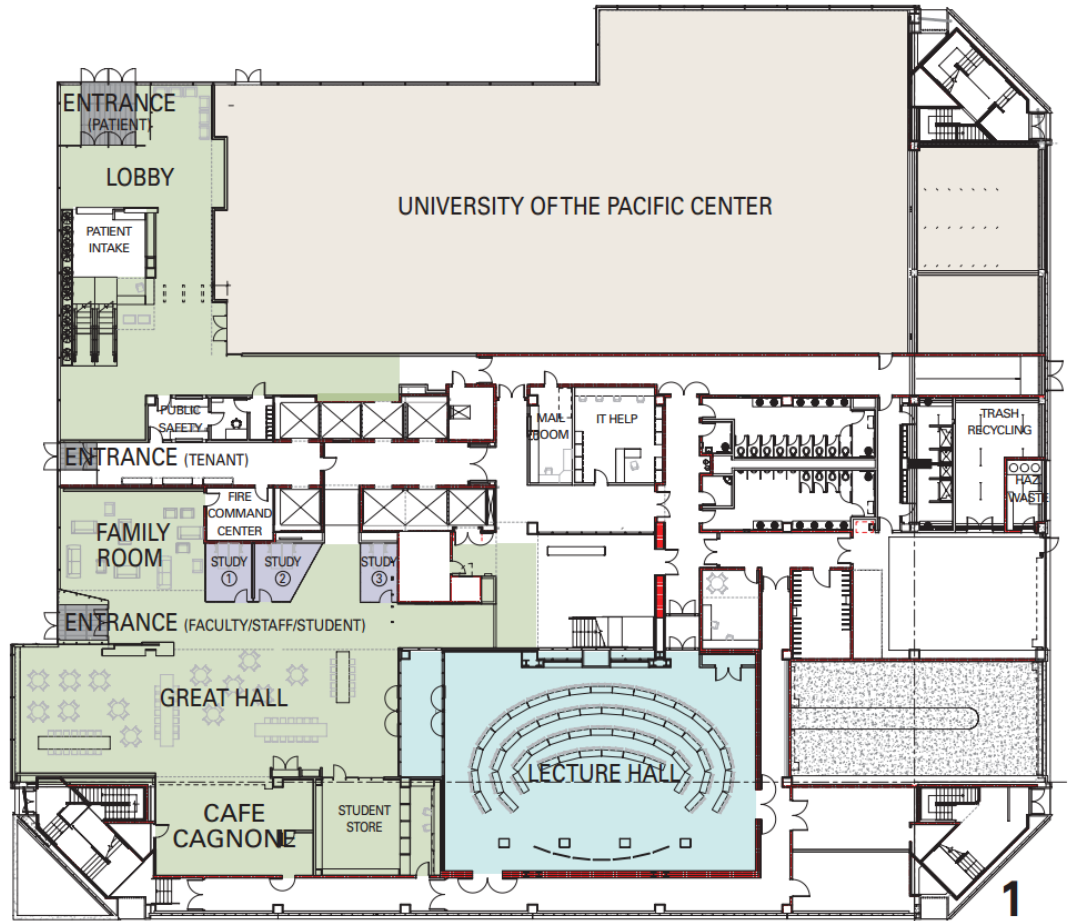 ENTRANCE
(PATIENT)
LOBBY
PATIENT
INTAKE
UNIVERSITY OF THE PACIFIC CENTER
PUBLIC
SAFETY
MAIL
ROOM
IT HELP
TRASH
RECYCLING
HAZ
WASTE
ENTRANCE (TENANT)
FIRE
COMMAND
CENTER
FAMILY
ROOM
STUDY
1
STUDY
2
STUDY
3
ENTRANCE (FACULTY/STAFF/STUDENT)
GREAT HALL
LECTURE HALL
CAFE
CAGNONE
STUDENT
STORE
1